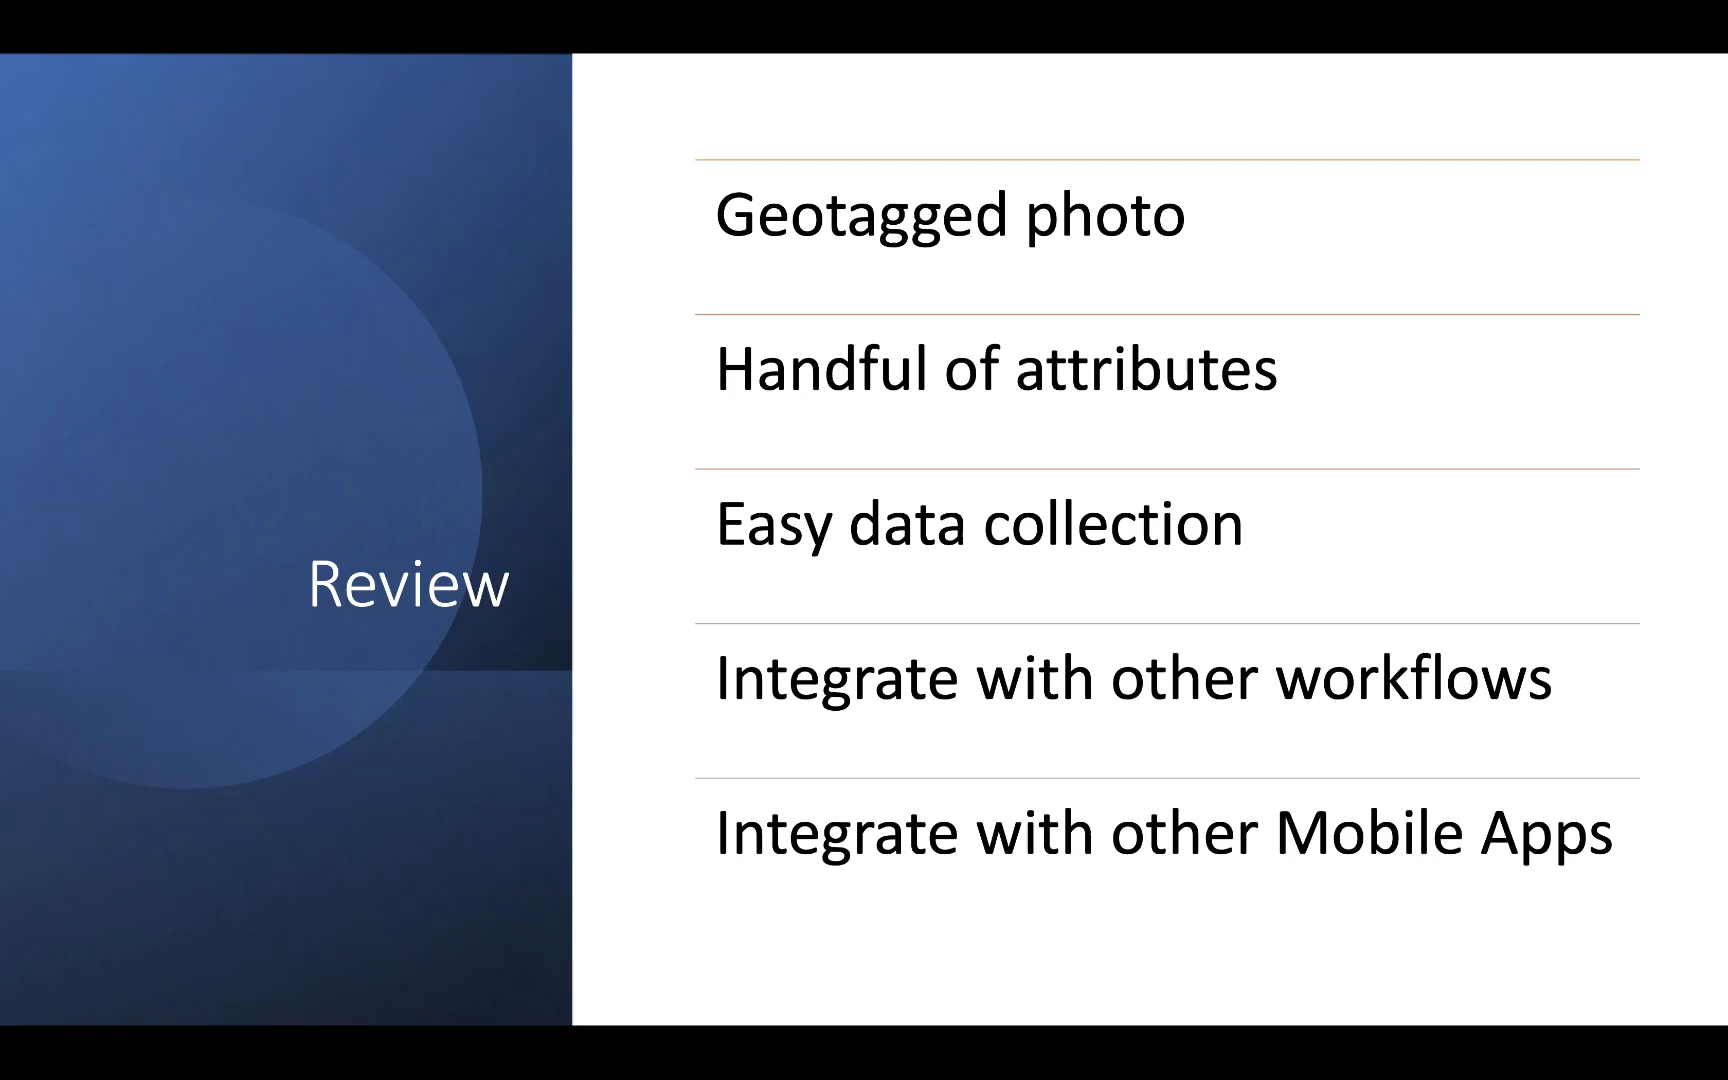 Review
Geotagged photo
Handful of attributes
Easy data collection
Integrate with other workflows
Integrate with other Mobile Apps